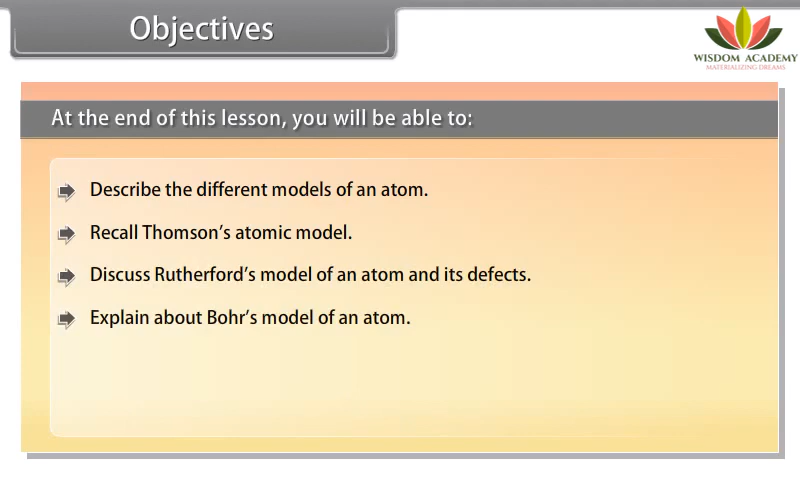 Objectives
WISDOM ACADEMY
MATERIALIZING DREAMS
At the end of this lesson, you will be able to:
Describe the different models of an atom.
Recall Thomson's atomic model.
Discuss Rutherford's model of an atom and its defects.
Explain about Bohr's model of an atom.